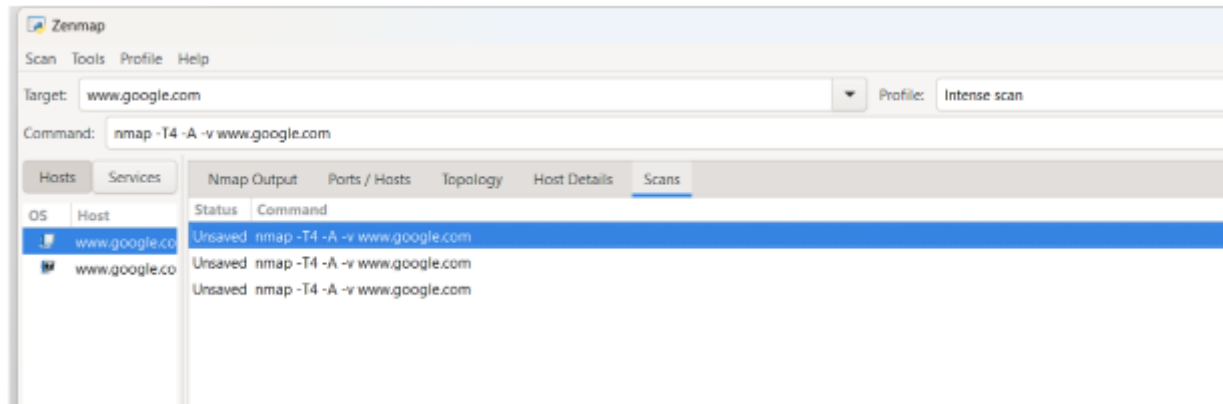 Zenmap
Scan Tools Profile Help
Target: www.google.com Profile: Intense scan
Command: nmap -T4 -A -v www.google.com
Hosts Services Nmap Output Ports / Hosts Topology Host Details Scans
OS Host Status Command
www.google.co Unsaved nmap -T4 -A -v www.google.com
www.google.co Unsaved nmap -T4 -A -v www.google.com
Unsaved nmap -T4 -A -v www.google.com